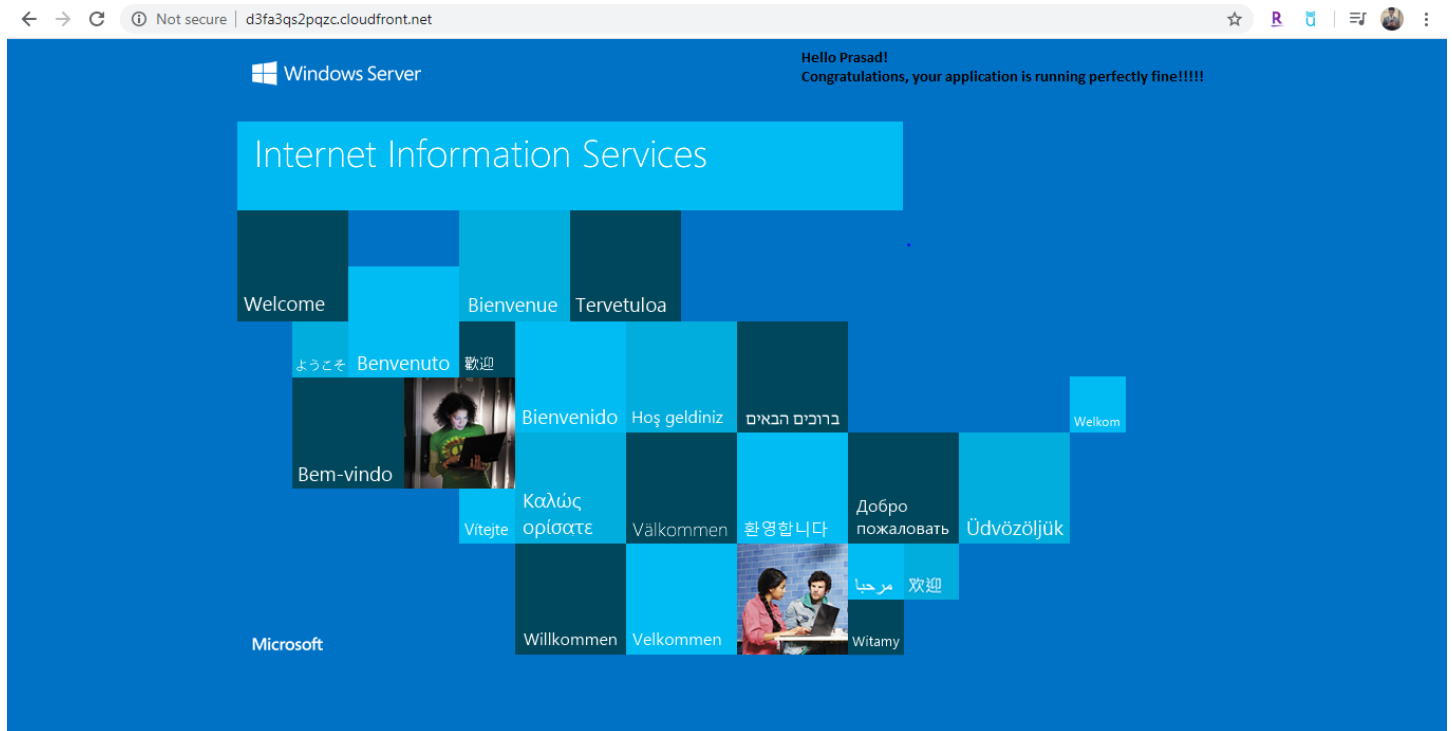 Not secure
d3fa3qs2pqzc.cloudfront.net
R
Windows Server
Hello Prasad!
Congratulations, your application is running perfectly fine!!!!!
Internet Information Services
Welcome
Bienvenue
Tervetuloa
ようこそ
Benvenuto
歡迎
Bienvenido
Hoş geldiniz
ברוכים הבאים
Welkom
Bem-vindo
Vítejte
Καλώς
ορίσατε
Välkommen
환영합니다
Добро
пожаловать
Üdvözöljük
مرحبا
欢迎
Microsoft
Willkommen
Velkommen
Witamy